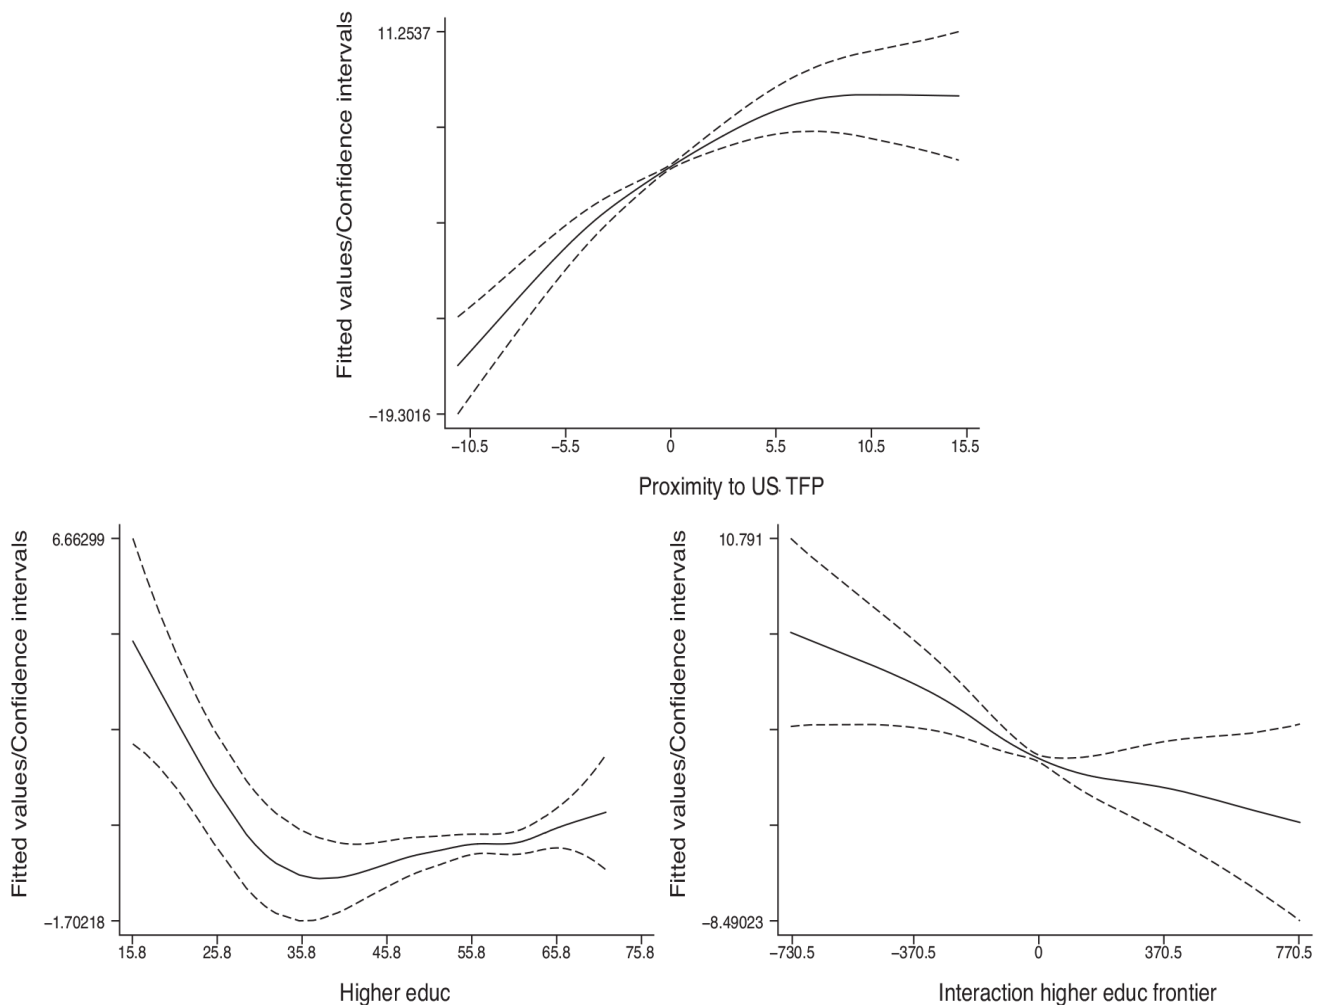 Fitted values/Confidence intervals
11.2537
−19.3016
−10.5 −5.5 0 5.5 10.5 15.5
Proximity to US TFP
Fitted values/Confidence intervals
6.66299
−1.70218
15.8 25.8 35.8 45.8 55.8 65.8 75.8
Higher educ
Fitted values/Confidence intervals
10.791
−8.49023
−730.5 −370.5 0 370.5 770.5
Interaction higher educ frontier